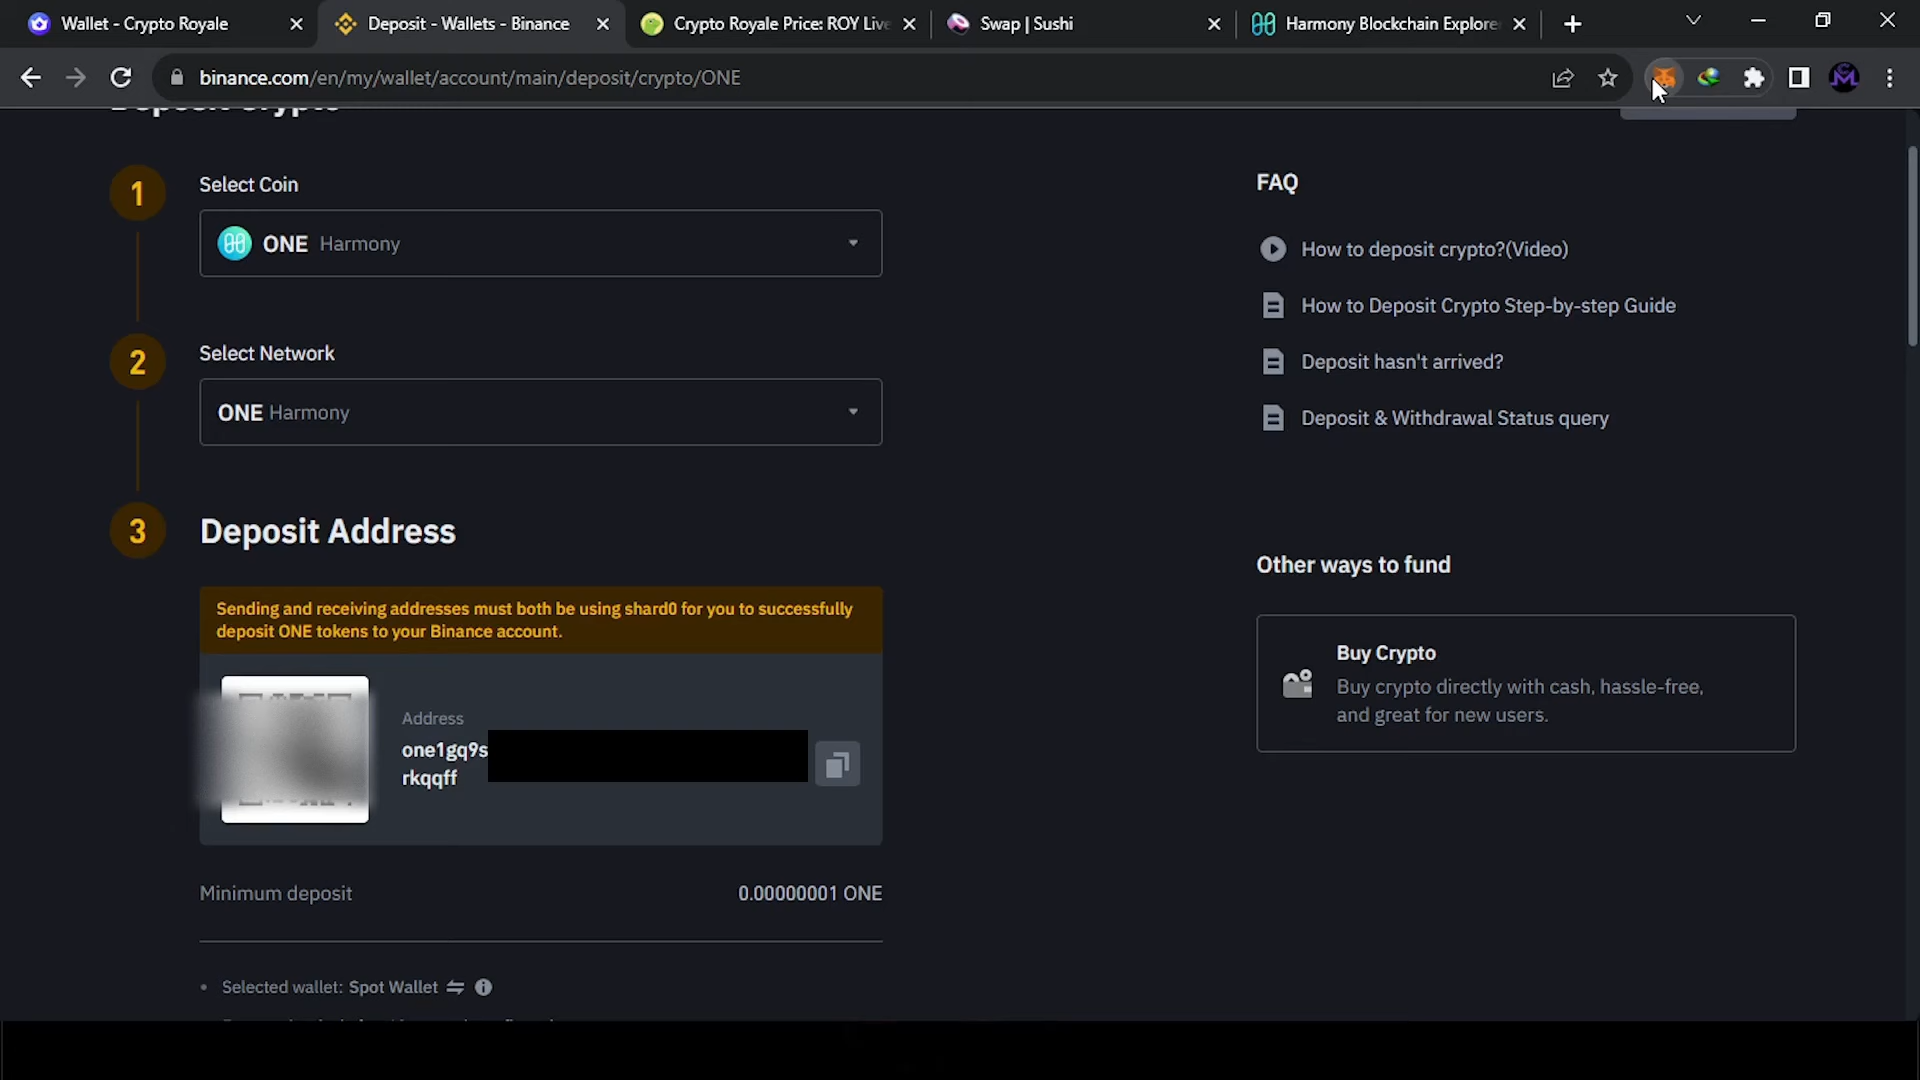 Wallet - Crypto Royale
Deposit - Wallets - Binance
Crypto Royale Price: ROY Live
Swap | Sushi
Harmony Blockchain Explore
binance.com/en/my/wallet/account/main/deposit/crypto/ONE
Deposit Crypto
1
Select Coin
ONE Harmony
2
Select Network
ONE Harmony
3
Deposit Address
Sending and receiving addresses must both be using shard0 for you to successfully
deposit ONE tokens to your Binance account.
Address
one1gq9s
rkqqff
Minimum deposit
0.00000001 ONE
Selected wallet: Spot Wallet
FAQ
How to deposit crypto?(Video)
How to Deposit Crypto Step-by-step Guide
Deposit hasn't arrived?
Deposit & Withdrawal Status query
Other ways to fund
Buy Crypto
Buy crypto directly with cash, hassle-free,
and great for new users.